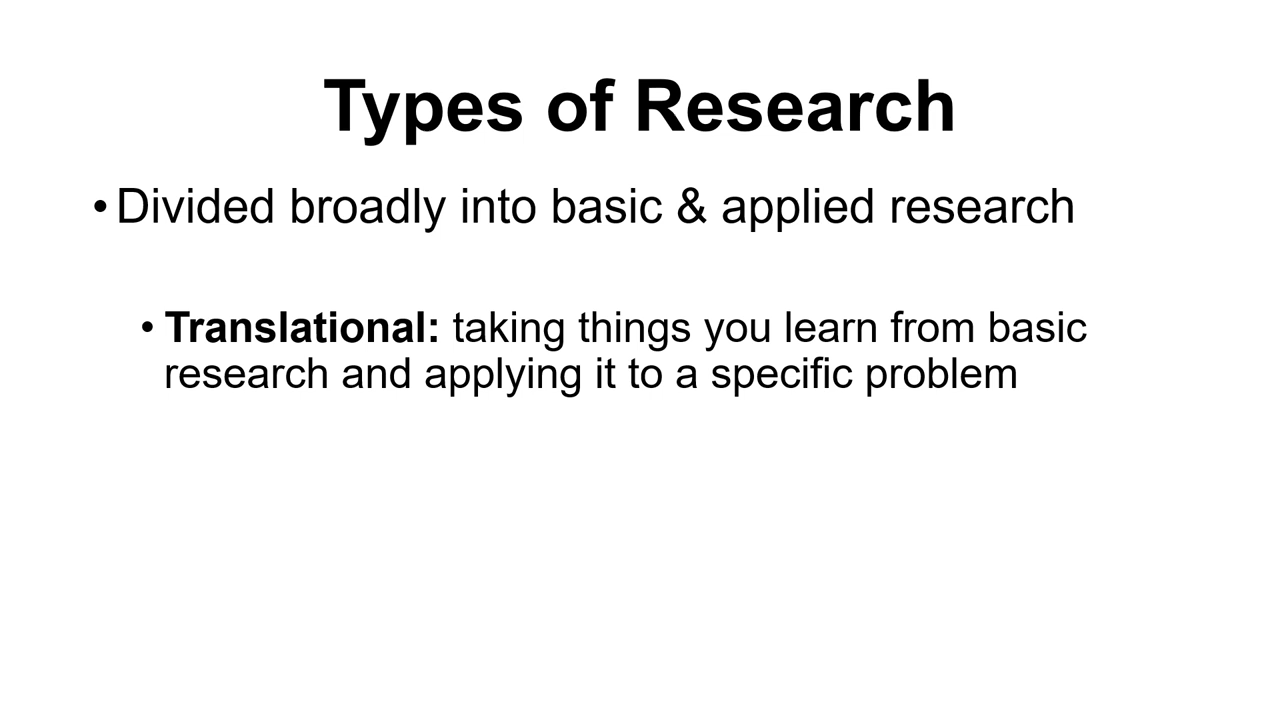 Types of Research
•Divided broadly into basic & applied research
• Translational: taking things you learn from basic
research and applying it to a specific problem